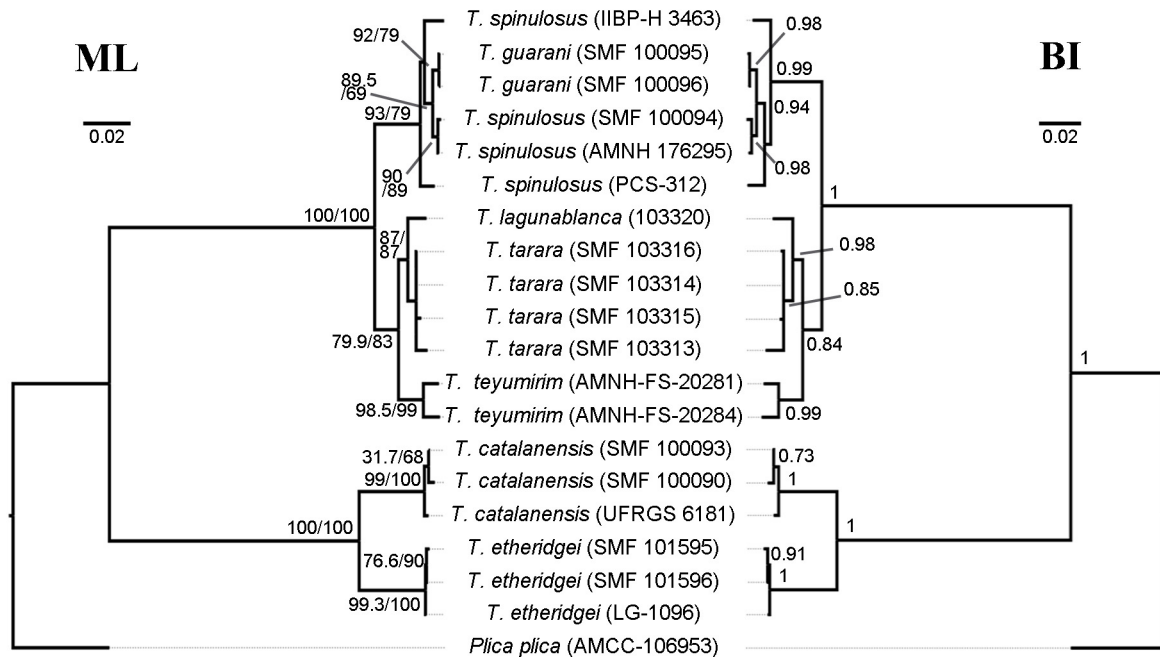 ML
0.02
BI
0.02
T. spinulosus (IIBP-H 3463)
T. guarani (SMF 100095)
T. guarani (SMF 100096)
T. spinulosus (SMF 100094)
T. spinulosus (AMNH 176295)
T. spinulosus (PCS-312)
T. lagunablanca (103320)
T. tarara (SMF 103316)
T. tarara (SMF 103314)
T. tarara (SMF 103315)
T. tarara (SMF 103313)
T. teyumirim (AMNH-FS-20281)
T. teyumirim (AMNH-FS-20284)
T. catalanensis (SMF 100093)
T. catalanensis (SMF 100090)
T. catalanensis (UFRGS 6181)
T. etheridgei (SMF 101595)
T. etheridgei (SMF 101596)
T. etheridgei (LG-1096)
Plica plica (AMCC-106953)
92/79
89.5
/69
93/79
90
/89
100/100
87/
87
79.9/83
98.5/99
31.7/68
99/100
100/100
76.6/90
99.3/100
0.98
0.99
0.94
0.98
1
0.98
0.85
0.84
0.99
1
0.73
1
1
0.91
1